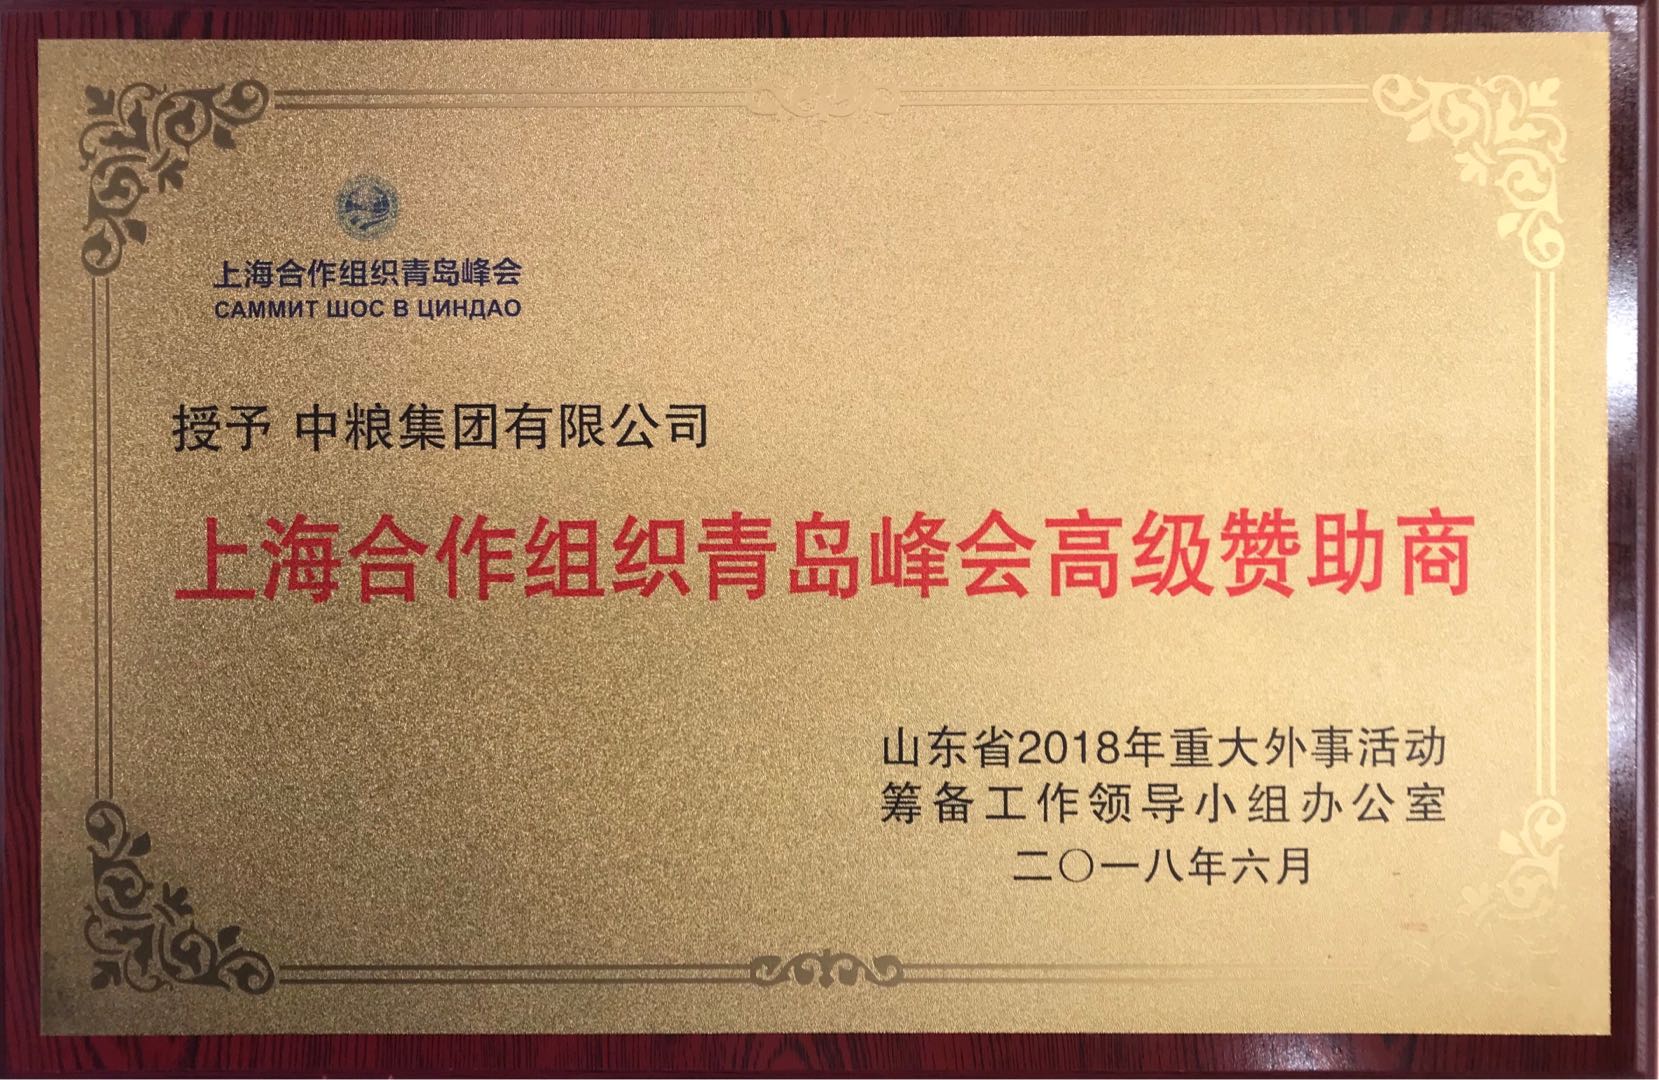 上海合作组织青岛峰会
САММИТ ШОС В ЦИНДАО
授予 中粮集团有限公司
上海合作组织青岛峰会高级赞助商
山东省2018年重大外事活动
筹备工作领导小组办公室
二〇一八年六月